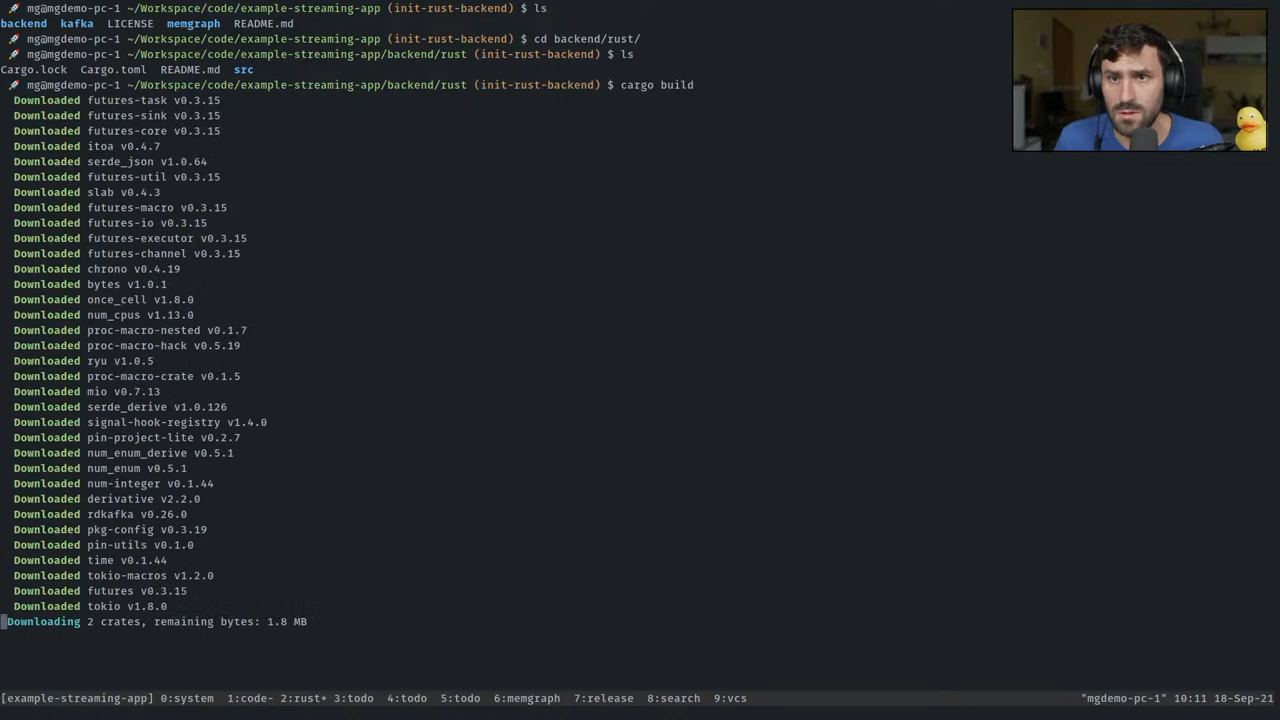 mg@mgdemo-pc-1 ~/Workspace/code/example-streaming-app (init-rust-backend) $ ls
backend kafka LICENSE memgraph README.md
mg@mgdemo-pc-1 ~/Workspace/code/example-streaming-app (init-rust-backend) $ cd backend/rust/
mg@mgdemo-pc-1 ~/Workspace/code/example-streaming-app/backend/rust (init-rust-backend) $ ls
Cargo.lock Cargo.toml README.md src
mg@mgdemo-pc-1 ~/Workspace/code/example-streaming-app/backend/rust (init-rust-backend) $ cargo build
Downloaded futures-task v0.3.15
Downloaded futures-sink v0.3.15
Downloaded futures-core v0.3.15
Downloaded itoa v0.4.7
Downloaded serde_json v1.0.64
Downloaded futures-util v0.3.15
Downloaded slab v0.4.3
Downloaded futures-macro v0.3.15
Downloaded futures-io v0.3.15
Downloaded futures-executor v0.3.15
Downloaded futures-channel v0.3.15
Downloaded chrono v0.4.19
Downloaded bytes v1.0.1
Downloaded once_cell v1.8.0
Downloaded num_cpus v1.13.0
Downloaded proc-macro-nested v0.1.7
Downloaded proc-macro-hack v0.5.19
Downloaded ryu v1.0.5
Downloaded proc-macro-crate v0.1.5
Downloaded mio v0.7.13
Downloaded serde_derive v1.0.126
Downloaded signal-hook-registry v1.4.0
Downloaded pin-project-lite v0.2.7
Downloaded num_enum_derive v0.5.1
Downloaded num_enum v0.5.1
Downloaded num-integer v0.1.44
Downloaded derivative v2.2.0
Downloaded rdkafka v0.26.0
Downloaded pkg-config v0.3.19
Downloaded pin-utils v0.1.0
Downloaded time v0.1.44
Downloaded tokio-macros v1.2.0
Downloaded futures v0.3.15
Downloaded tokio v1.8.0
Downloading 2 crates, remaining bytes: 1.8 MB
[example-streaming-app] 0:system 1:code- 2:rust* 3:todo 4:todo 5:todo 6:memgraph 7:release 8:search 9:vcs "mgdemo-pc-1" 10:11 18-Sep-21